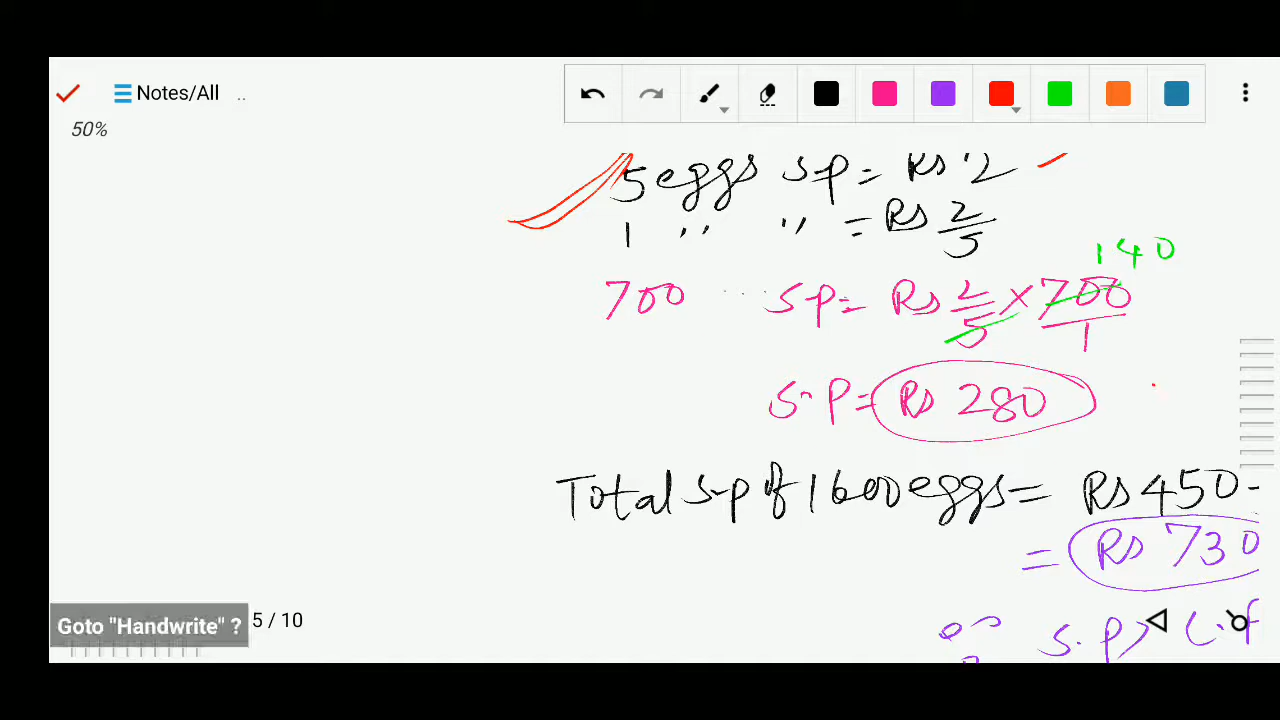 Notes/All ..
50%
5 eggs S.P = Rs 2
1 " " = Rs 2/5
140
700 .... S.P = Rs 2/5 × 700/1
S.P = Rs 280
Total S.P of 1600 eggs = Rs 450-
= Rs 730
S.P >
Goto "Handwrite" ? 5 / 10